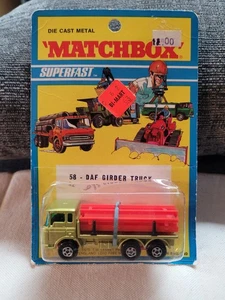 DIE CAST METAL
"MATCHBOX"
SUPERFAST
58 - DAF GIRDER TRUCK